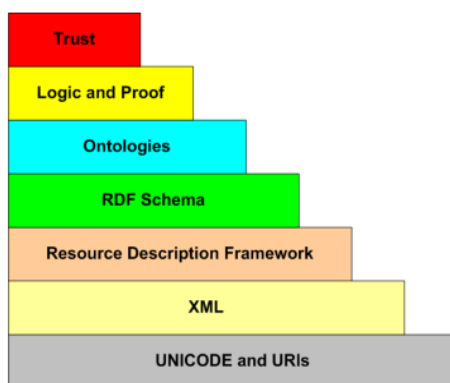 Trust
Logic and Proof
Ontologies
RDF Schema
Resource Description Framework
XML
UNICODE and URIs